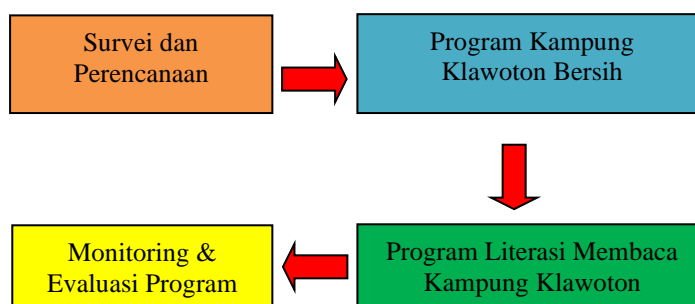 Survei dan
Perencanaan
Program Kampung
Klawoton Bersih
Program Literasi Membaca
Kampung Klawoton
Monitoring &
Evaluasi Program